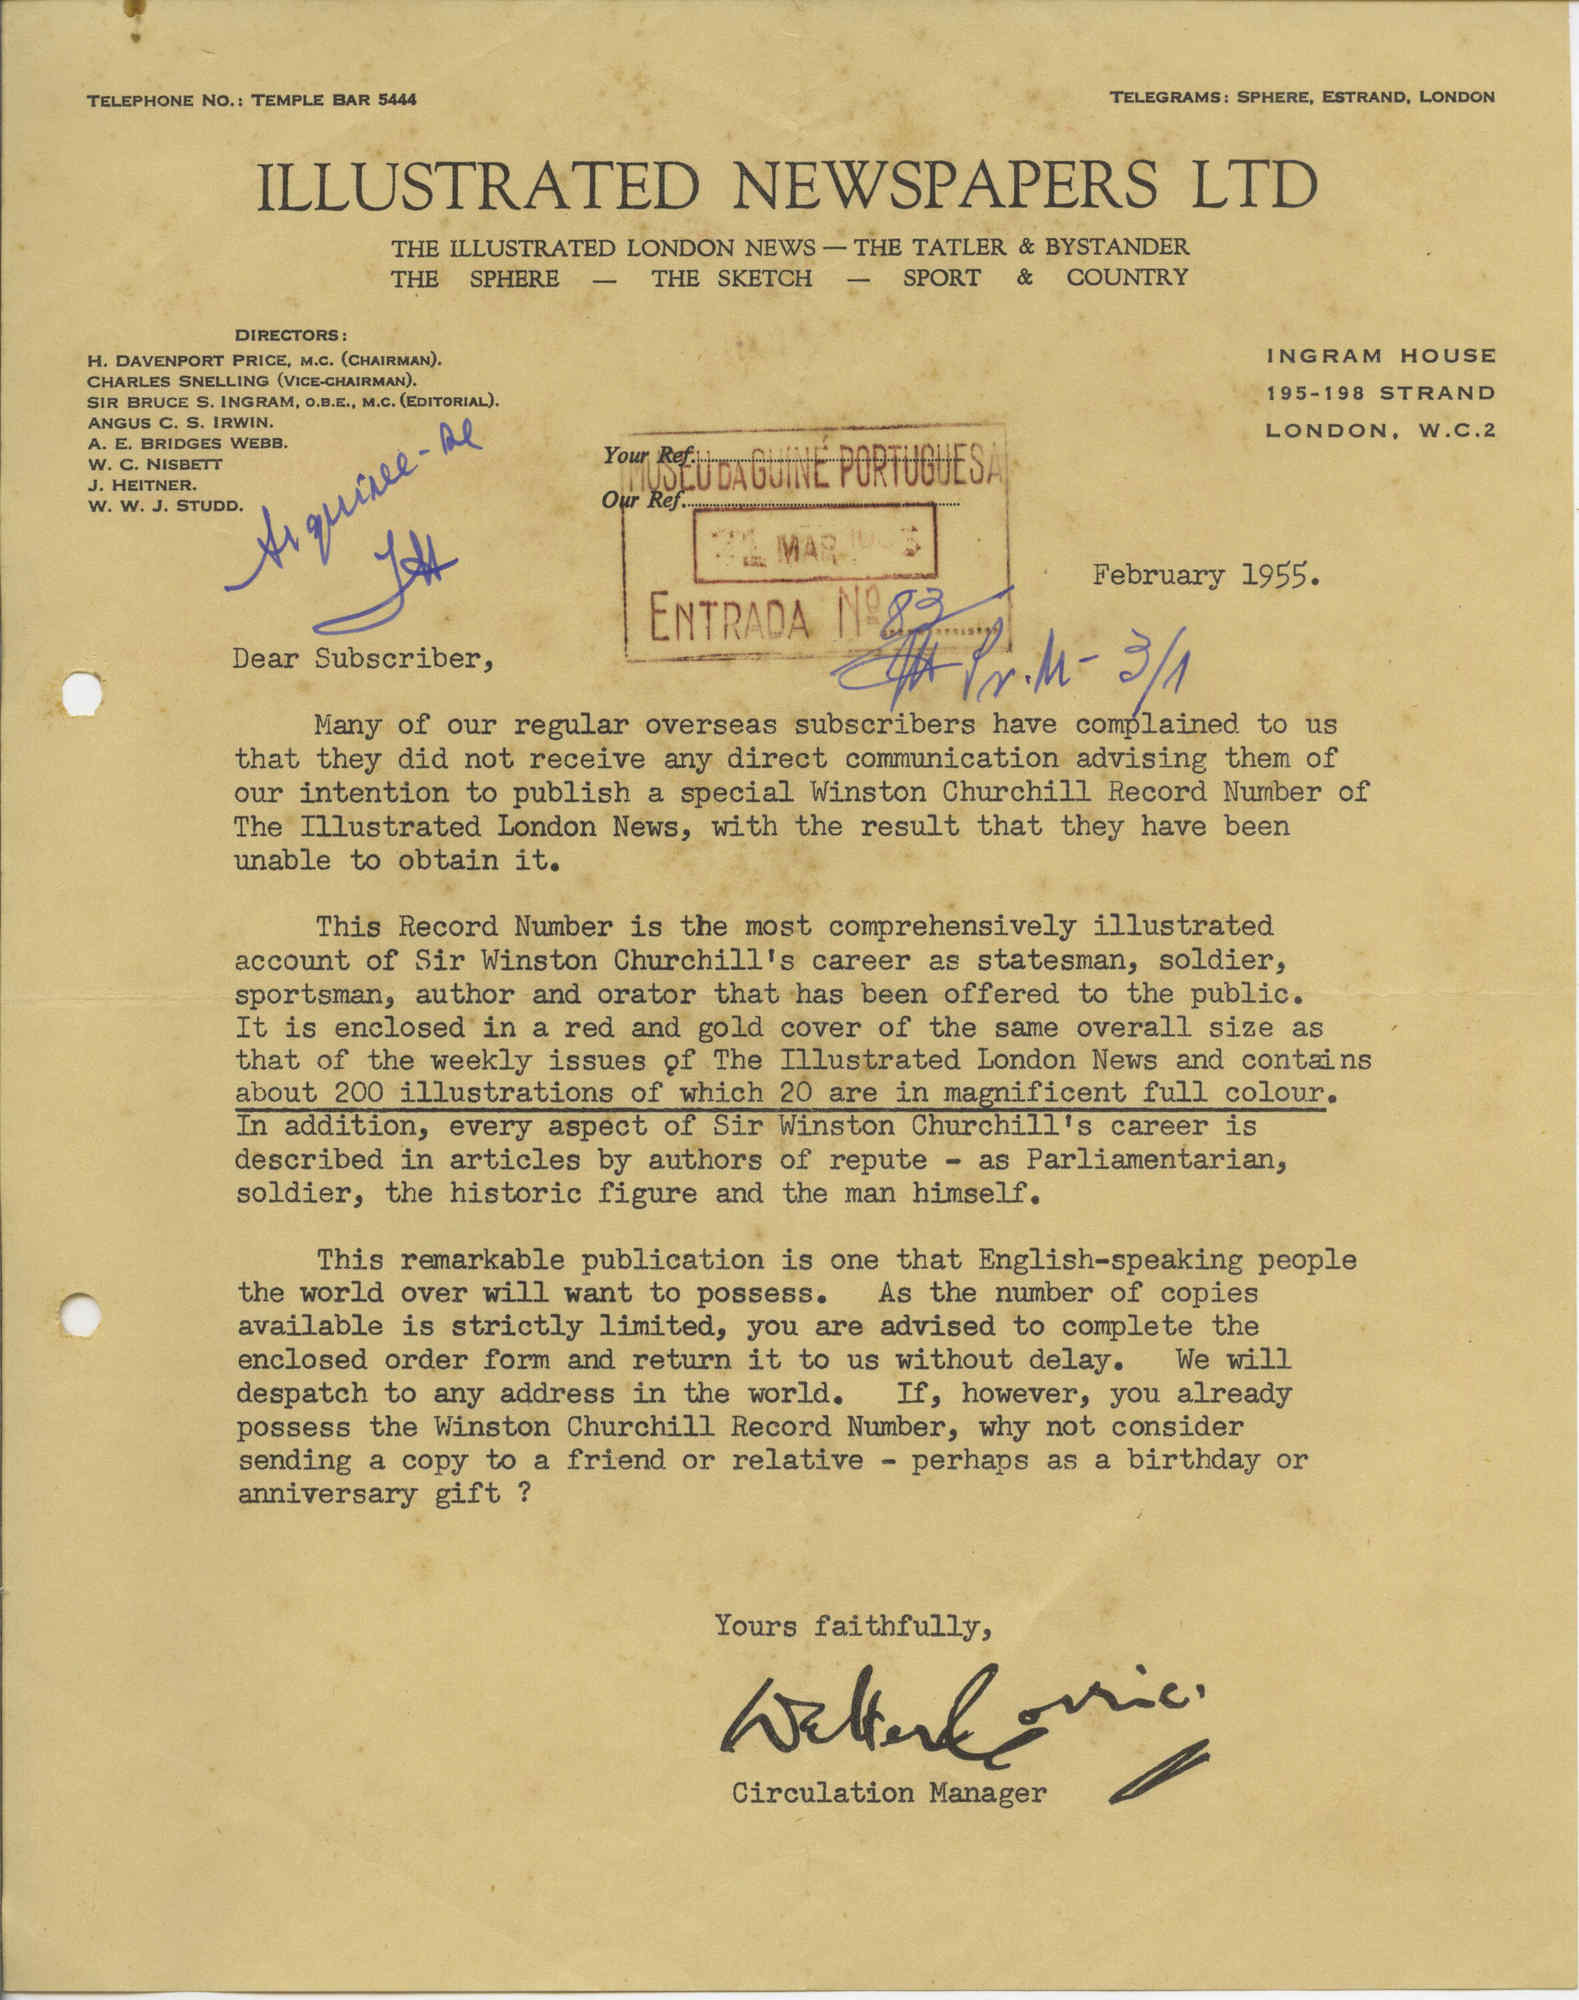 TELEPHONE NO.: TEMPLE BAR 5444
TELEGRAMS: SPHERE, ESTRAND, LONDON
ILLUSTRATED NEWSPAPERS LTD
THE ILLUSTRATED LONDON NEWS — THE TATLER & BYSTANDER
THE SPHERE — THE SKETCH — SPORT & COUNTRY
DIRECTORS:
H. DAVENPORT PRICE, M.C. (CHAIRMAN).
CHARLES SNELLING (VICE-CHAIRMAN).
SIR BRUCE S. INGRAM, O.B.E., M.C. (EDITORIAL).
ANGUS C. S. IRWIN.
A. E. BRIDGES WEBB.
W. C. NISBETT
J. HEITNER.
W. W. J. STUDD.
INGRAM HOUSE
195-198 STRAND
LONDON, W.C.2
Your Ref.
Our Ref.
MUSEU DA GUINÉ PORTUGUESA
MAR
ENTRADA Nº 83
Pr. M - 3/1
February 1955.
Dear Subscriber,
Many of our regular overseas subscribers have complained to us
that they did not receive any direct communication advising them of
our intention to publish a special Winston Churchill Record Number of
The Illustrated London News, with the result that they have been
unable to obtain it.
This Record Number is the most comprehensively illustrated
account of Sir Winston Churchill's career as statesman, soldier,
sportsman, author and orator that has been offered to the public.
It is enclosed in a red and gold cover of the same overall size as
that of the weekly issues of The Illustrated London News and contains
about 200 illustrations of which 20 are in magnificent full colour.
In addition, every aspect of Sir Winston Churchill's career is
described in articles by authors of repute - as Parliamentarian,
soldier, the historic figure and the man himself.
This remarkable publication is one that English-speaking people
the world over will want to possess. As the number of copies
available is strictly limited, you are advised to complete the
enclosed order form and return it to us without delay. We will
despatch to any address in the world. If, however, you already
possess the Winston Churchill Record Number, why not consider
sending a copy to a friend or relative - perhaps as a birthday or
anniversary gift ?
Yours faithfully,
Circulation Manager